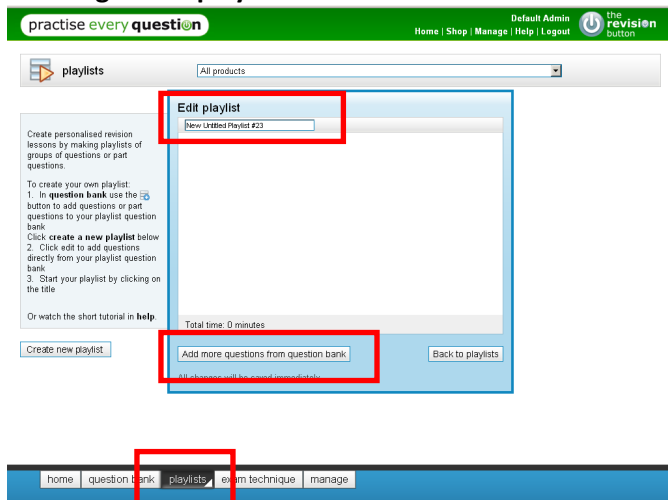 practise every question
Default Admin
Home | Shop | Manage | Help | Logout
the
revision
button
playlists
All products
Create personalised revision
lessons by making playlists of
groups of questions or part
questions.
To create your own playlist:
1. In question bank use the
button to add questions or part
questions to your playlist question
bank
Click create a new playlist below
2. Click edit to add questions
directly from your playlist question
bank
3. Start your playlist by clicking on
the title
Or watch the short tutorial in help.
Create new playlist
Edit playlist
New Untitled Playlist #23
Total time: 0 minutes
Add more questions from question bank
Back to playlists
All changes will be saved immediately
home question bank playlists exam technique manage